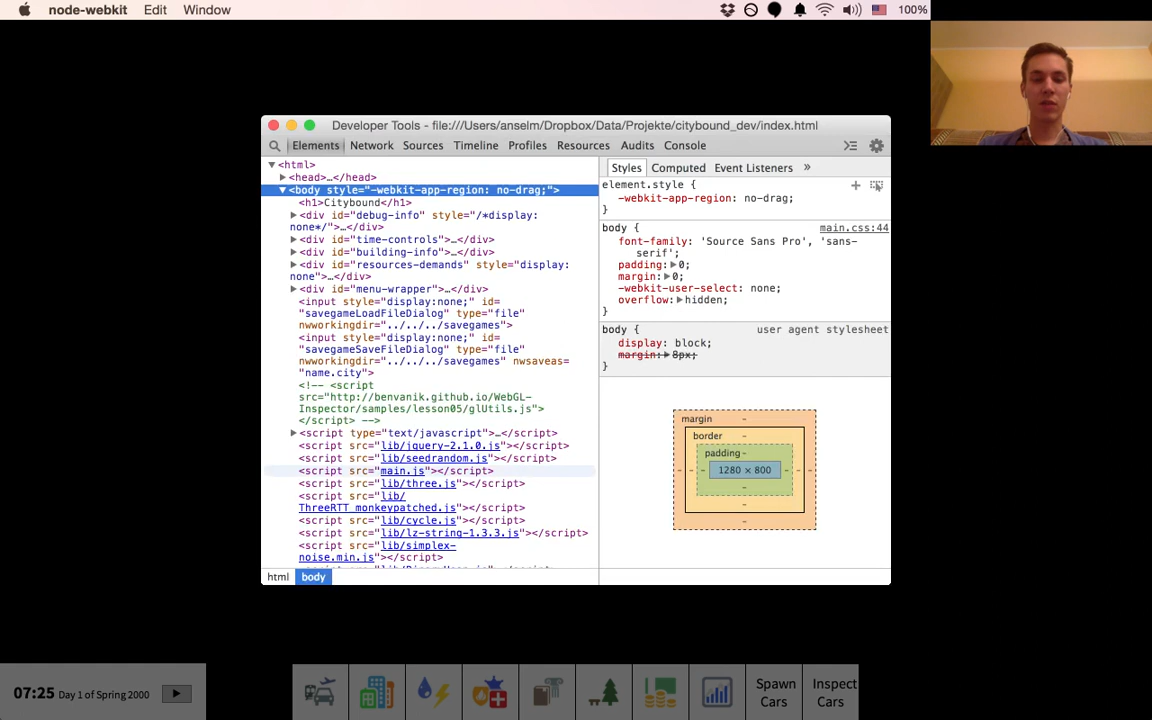 node-webkit Edit Window 100%
Developer Tools - file:///Users/anselm/Dropbox/Data/Projekte/citybound_dev/index.html
Elements Network Sources Timeline Profiles Resources Audits Console
<html>
<head>…</head>
<body style="-webkit-app-region: no-drag;">
<h1>Citybound</h1>
<div id="debug-info" style="/*display:
none*/">…</div>
<div id="time-controls">…</div>
<div id="building-info">…</div>
<div id="resources-demands" style="display:
none">…</div>
<div id="menu-wrapper">…</div>
<input style="display:none;" id=
"savegameLoadFileDialog" type="file"
nwworkingdir="../../../savegames">
<input style="display:none;" id=
"savegameSaveFileDialog" type="file"
nwworkingdir="../../../savegames" nwsaveas=
"name.city">
<!-- <script
src="http://benvanik.github.io/WebGL-
Inspector/samples/lesson05/glUtils.js">
</script> -->
<script type="text/javascript">…</script>
<script src="lib/jquery-2.1.0.js"></script>
<script src="lib/seedrandom.js"></script>
<script src="main.js"></script>
<script src="lib/three.js"></script>
<script src="lib/
ThreeRTT_monkeypatched.js"></script>
<script src="lib/cycle.js"></script>
<script src="lib/lz-string-1.3.3.js"></script>
<script src="lib/simplex-
noise.min.js"></script>
html body
Styles Computed Event Listeners »
element.style {
-webkit-app-region: no-drag;
}
body { main.css:44
font-family: 'Source Sans Pro', 'sans-
serif';
padding: 0;
margin: 0;
-webkit-user-select: none;
overflow: hidden;
}
body { user agent stylesheet
display: block;
margin: 8px;
}
margin -
border -
padding -
- - - 1280 × 800 - - -
-
-
-
07:25 Day 1 of Spring 2000
Spawn
Cars
Inspect
Cars